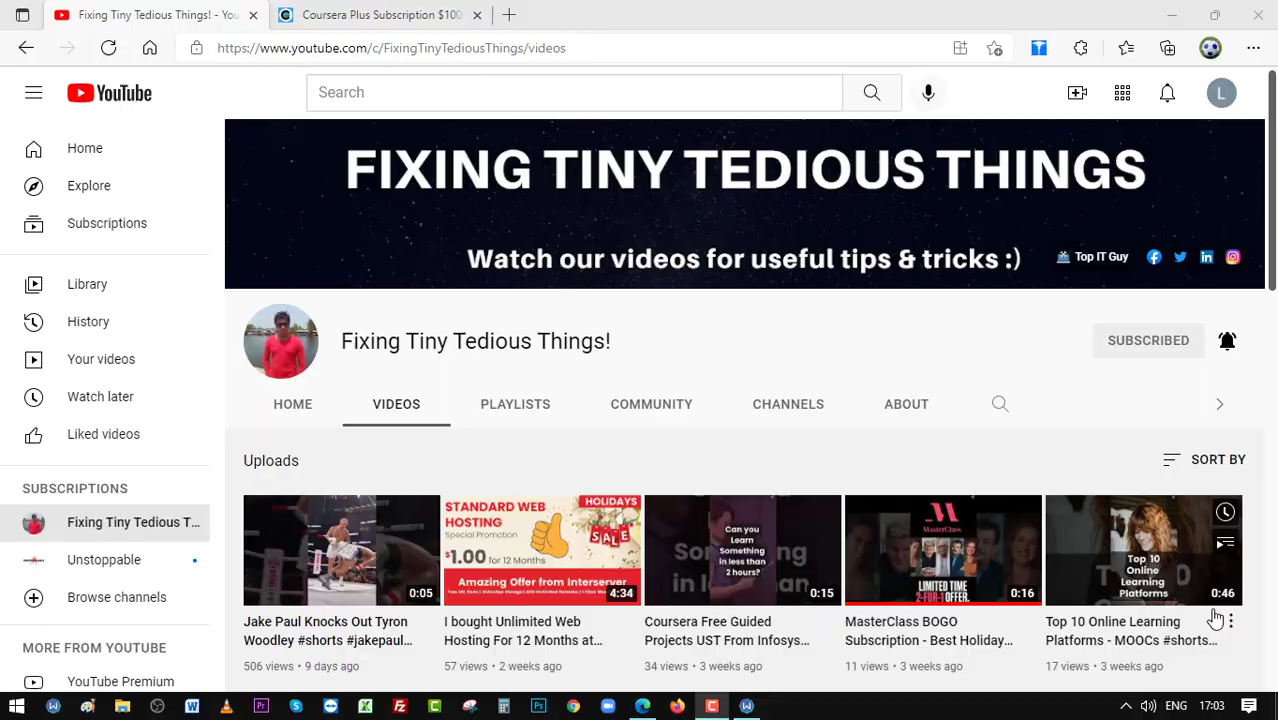 Fixing Tiny Tedious Things! - You
Coursera Plus Subscription $100
https://www.youtube.com/c/FixingTinyTediousThings/videos
YouTube
Search
L
Home
Explore
Subscriptions
Library
History
Your videos
Watch later
Liked videos
SUBSCRIPTIONS
Fixing Tiny Tedious T...
Unstoppable
Browse channels
MORE FROM YOUTUBE
YouTube Premium
FIXING TINY TEDIOUS THINGS
Watch our videos for useful tips & tricks :)
Top IT Guy
Fixing Tiny Tedious Things!
SUBSCRIBED
HOME VIDEOS PLAYLISTS COMMUNITY CHANNELS ABOUT
Uploads
SORT BY
0:05
Jake Paul Knocks Out Tyron
Woodley #shorts #jakepaul...
506 views • 9 days ago
STANDARD WEB
HOSTING
HOLIDAYS
Special Promotion
SALE
$1.00 for 12 Months
Amazing Offer from Interserver
4:34
I bought Unlimited Web
Hosting For 12 Months at...
57 views • 2 weeks ago
Can you
Learn
Something
in less than
2 hours?
0:15
Coursera Free Guided
Projects UST From Infosys...
34 views • 3 weeks ago
MasterClass
LIMITED TIME
2-FOR-1 OFFER.
0:16
MasterClass BOGO
Subscription - Best Holiday...
11 views • 3 weeks ago
Top 10
Online
Learning
Platforms
0:46
Top 10 Online Learning
Platforms - MOOCs #shorts...
17 views • 3 weeks ago
ENG
17:03